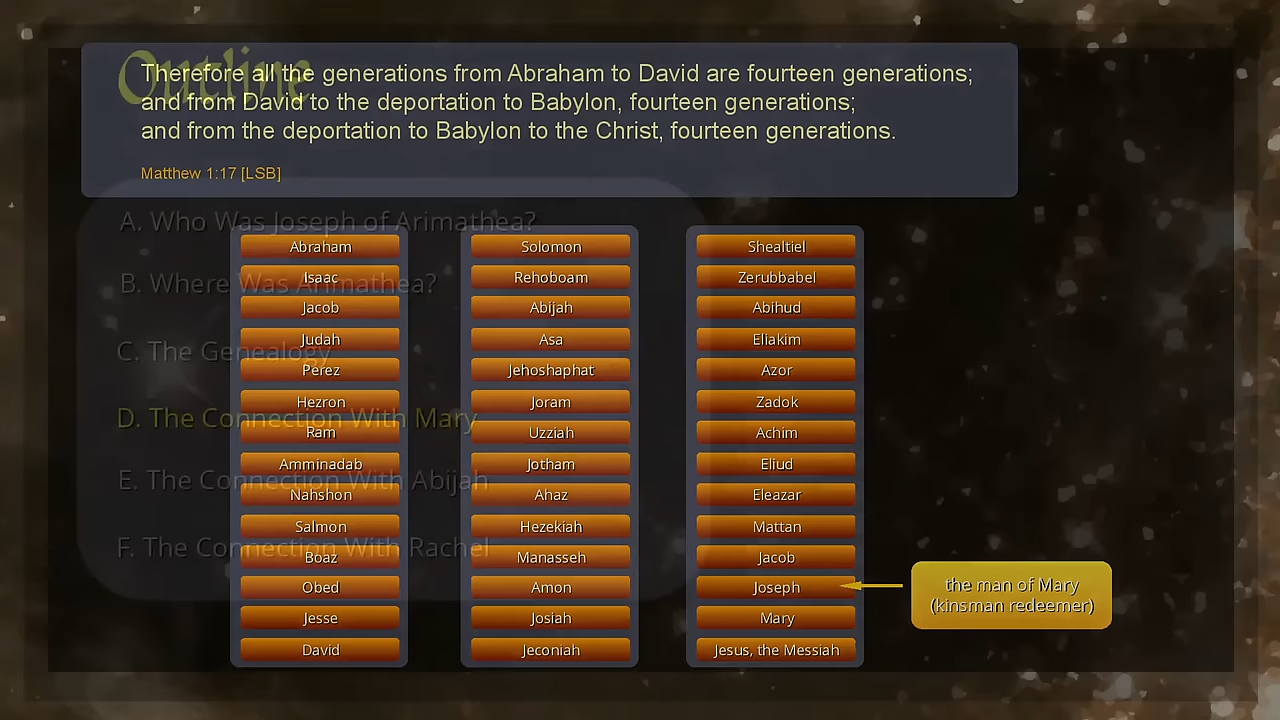 Outline
Therefore all the generations from Abraham to David are fourteen generations;
and from David to the deportation to Babylon, fourteen generations;
and from the deportation to Babylon to the Christ, fourteen generations.
Matthew 1:17 [LSB]
A. Who Was Joseph of Arimathea?
B. Where Was Arimathea?
C. The Genealogy
D. The Connection With Mary
E. The Connection With Abijah
F. The Connection With Rachel
Abraham
Isaac
Jacob
Judah
Perez
Hezron
Ram
Amminadab
Nahshon
Salmon
Boaz
Obed
Jesse
David
Solomon
Rehoboam
Abijah
Asa
Jehoshaphat
Joram
Uzziah
Jotham
Ahaz
Hezekiah
Manasseh
Amon
Josiah
Jeconiah
Shealtiel
Zerubbabel
Abihud
Eliakim
Azor
Zadok
Achim
Eliud
Eleazar
Mattan
Jacob
Joseph
Mary
Jesus, the Messiah
the man of Mary
(kinsman redeemer)